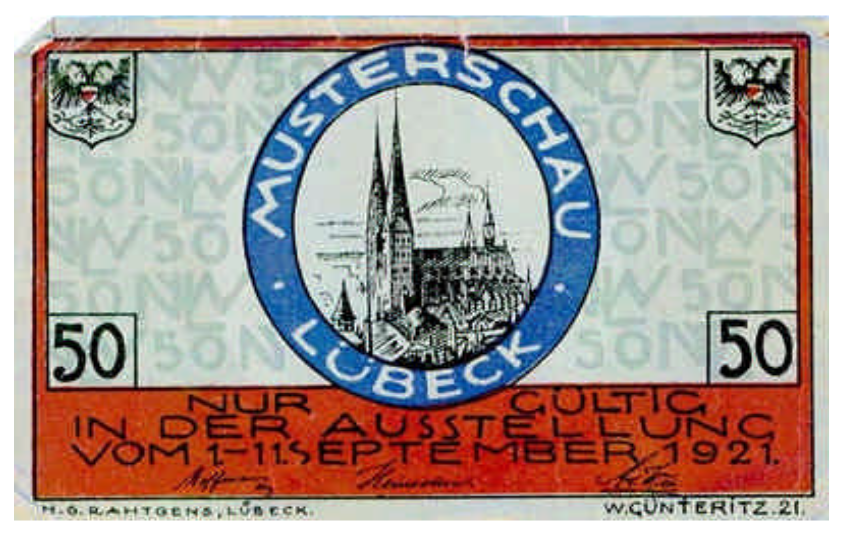 MUSTERSCHAU
LÜBECK
50 50
NUR GÜLTIG
IN DER AUSSTELLUNG
VOM 1.-11.SEPTEMBER 1921.
H.G.RAHTGENS, LÜBECK. W.GÜNTERITZ.21.